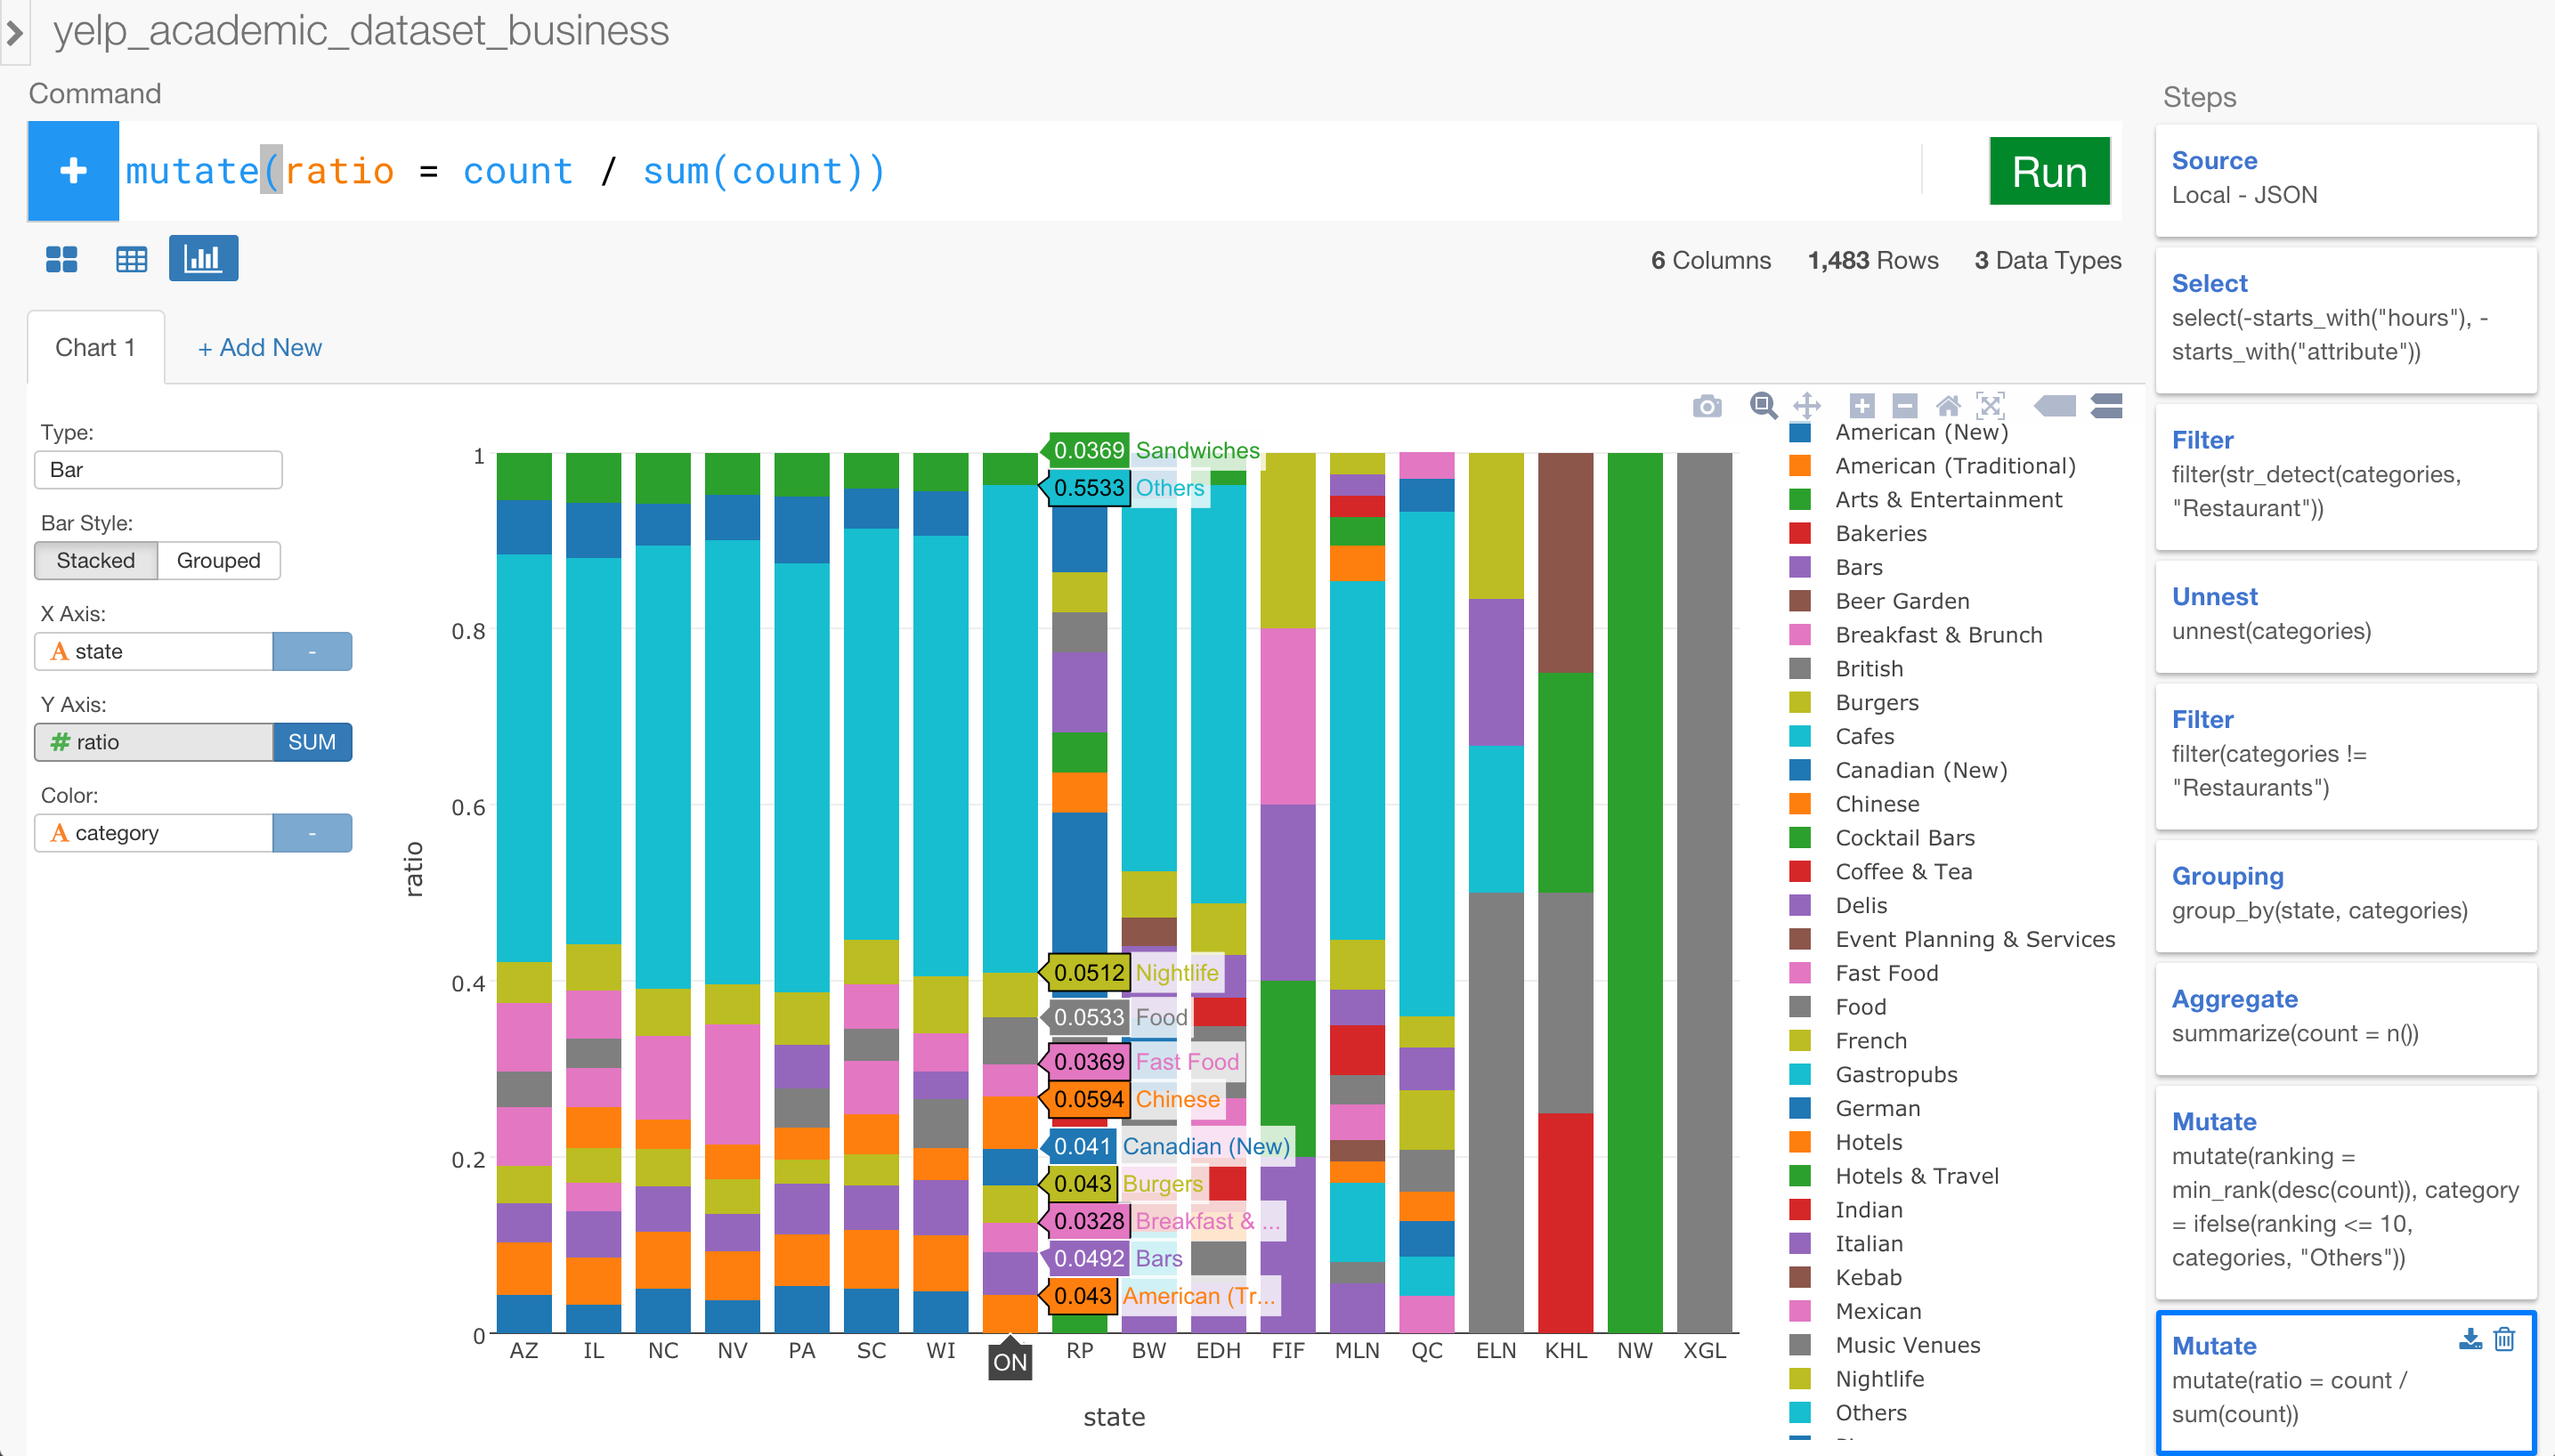 yelp_academic_dataset_business
Command
mutate(ratio = count / sum(count))
Run
6 Columns 1,483 Rows 3 Data Types
Chart 1
+ Add New
Type:
Bar
Bar Style:
Stacked Grouped
X Axis:
A state -
Y Axis:
# ratio SUM
Color:
A category -
ratio
1
0.8
0.6
0.4
0.2
0
0.0369 Sandwiches
0.5533 Others
0.0512 Nightlife
0.0533 Food
0.0369 Fast Food
0.0594 Chinese
0.041 Canadian (New)
0.043 Burgers
0.0328 Breakfast & ...
0.0492 Bars
0.043 American (Tr...
AZ IL NC NV PA SC WI ON RP BW EDH FIF MLN QC ELN KHL NW XGL
state
American (New)
American (Traditional)
Arts & Entertainment
Bakeries
Bars
Beer Garden
Breakfast & Brunch
British
Burgers
Cafes
Canadian (New)
Chinese
Cocktail Bars
Coffee & Tea
Delis
Event Planning & Services
Fast Food
Food
French
Gastropubs
German
Hotels
Hotels & Travel
Indian
Italian
Kebab
Mexican
Music Venues
Nightlife
Others
Steps
Source
Local - JSON
Select
select(-starts_with("hours"), -
starts_with("attribute"))
Filter
filter(str_detect(categories,
"Restaurant"))
Unnest
unnest(categories)
Filter
filter(categories !=
"Restaurants")
Grouping
group_by(state, categories)
Aggregate
summarize(count = n())
Mutate
mutate(ranking =
min_rank(desc(count)), category
= ifelse(ranking <= 10,
categories, "Others"))
Mutate
mutate(ratio = count /
sum(count))